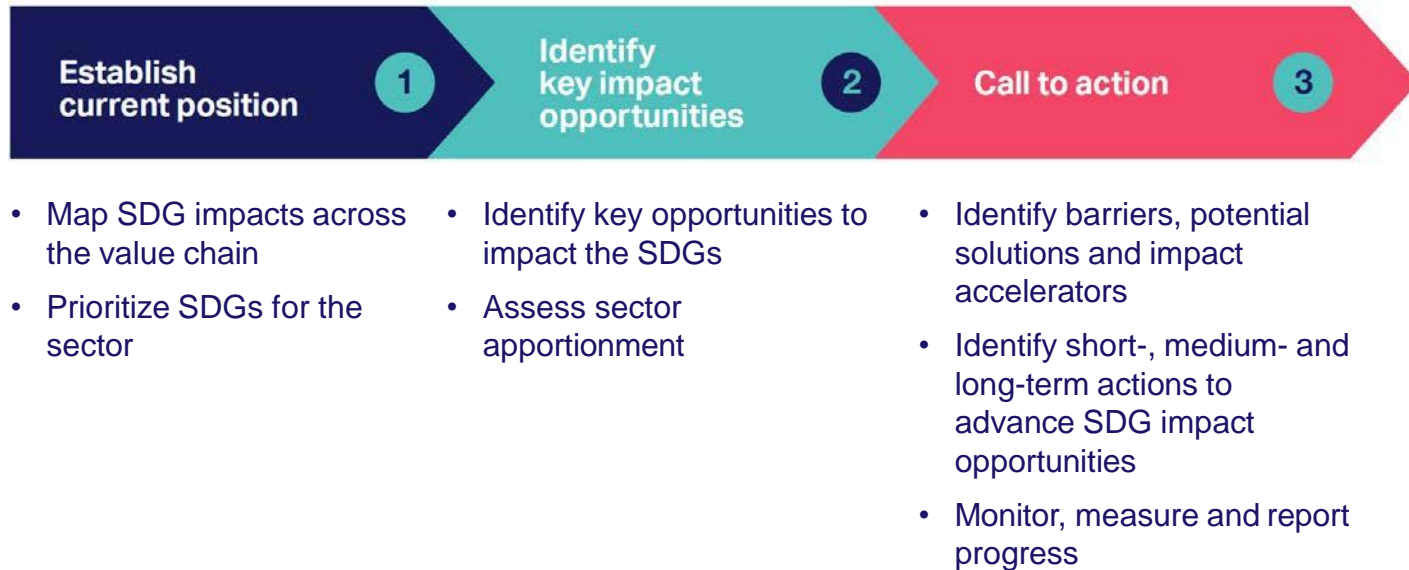 Establish
current position
1
Identify
key impact
opportunities
2
Call to action
3
• Map SDG impacts across
the value chain
• Prioritize SDGs for the
sector
• Identify key opportunities to
impact the SDGs
• Assess sector
apportionment
• Identify barriers, potential
solutions and impact
accelerators
• Identify short-, medium- and
long-term actions to
advance SDG impact
opportunities
• Monitor, measure and report
progress